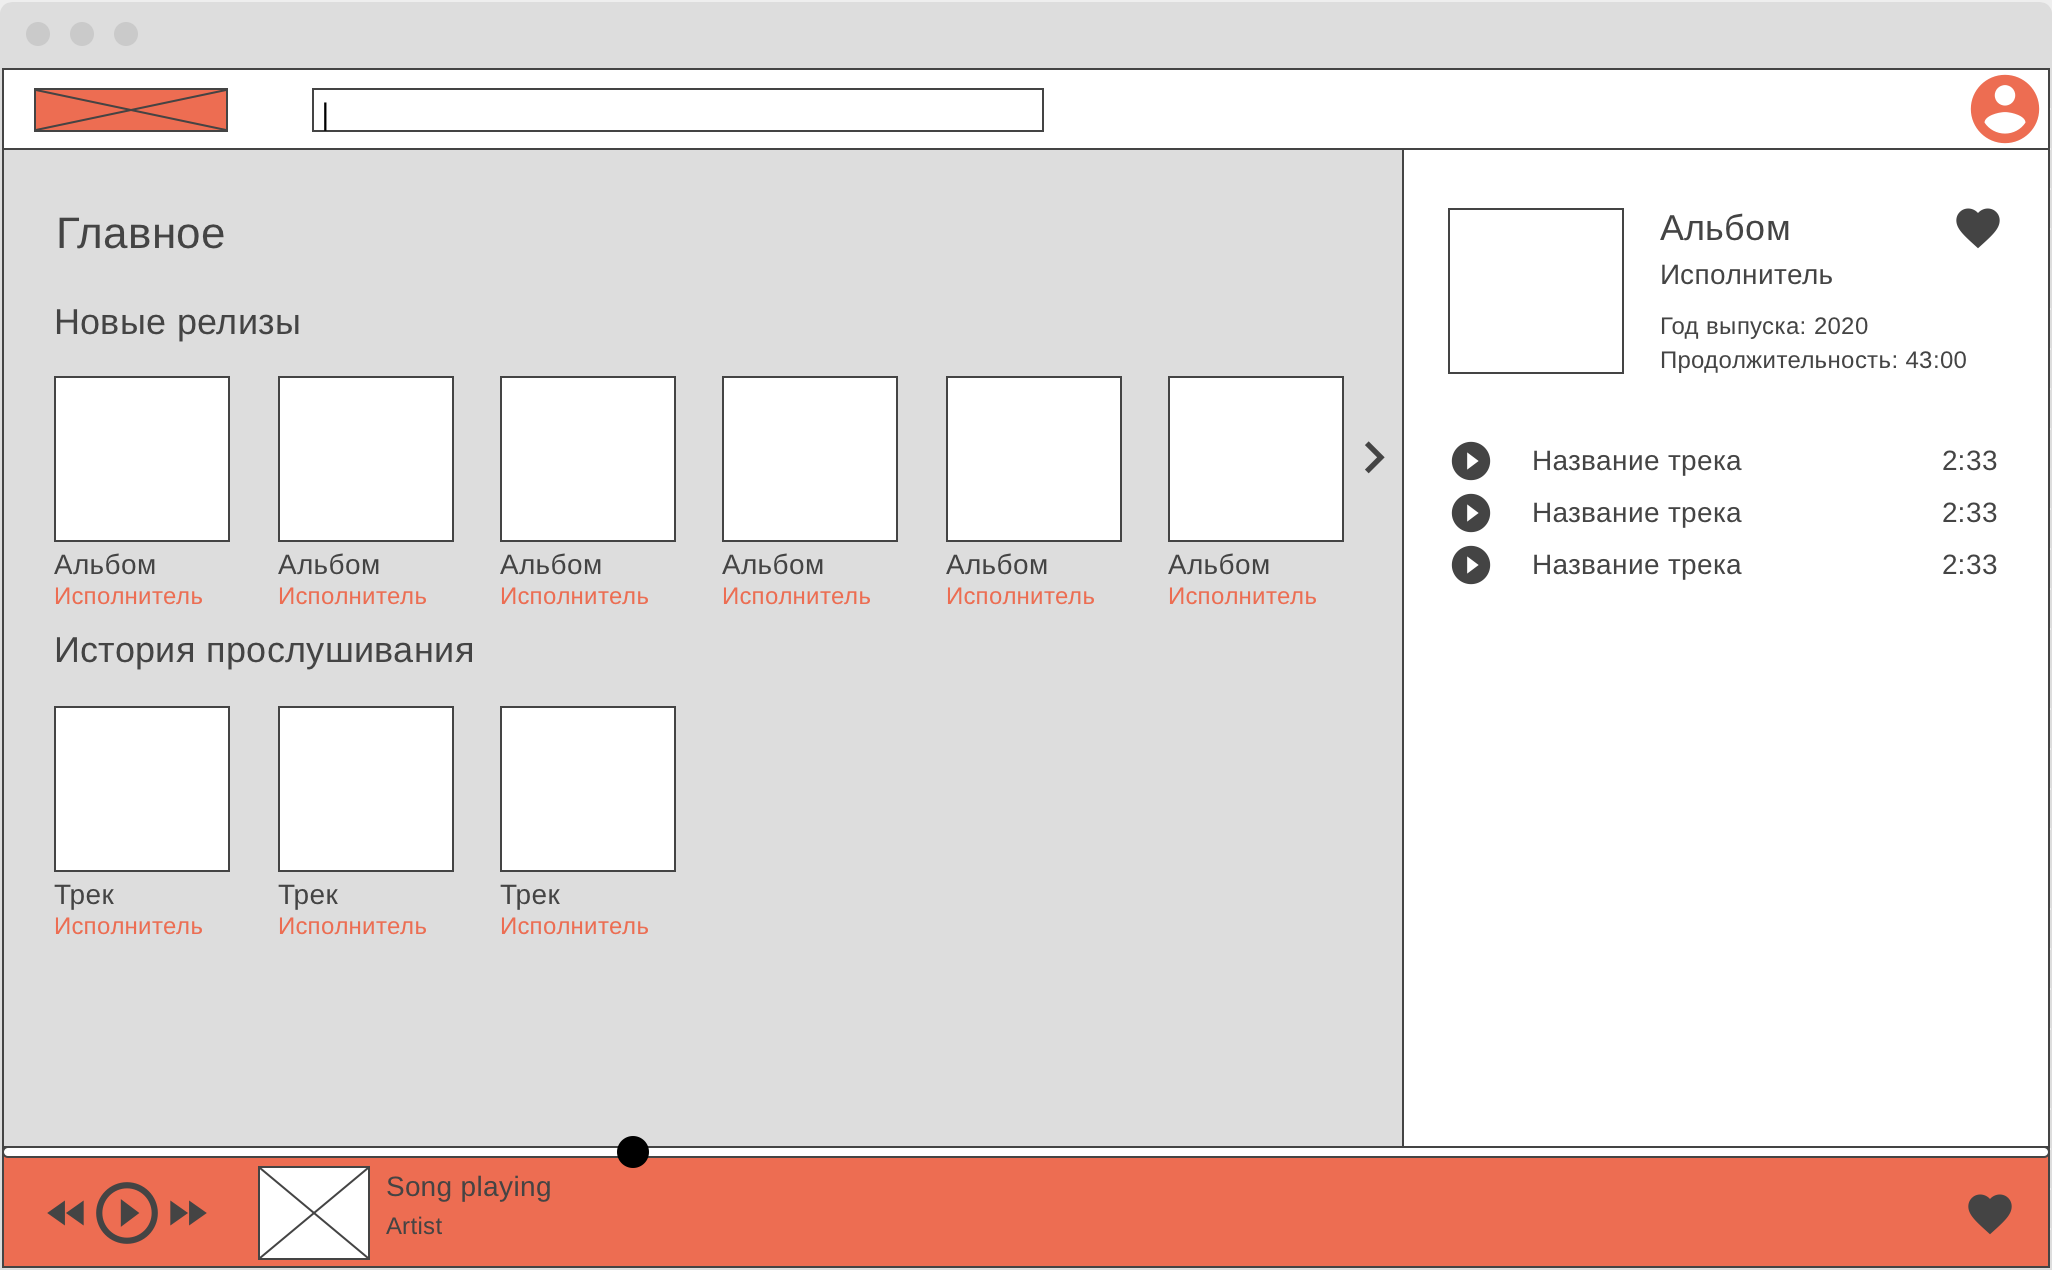 Главное
Новые релизы
Альбом Альбом Альбом Альбом Альбом Альбом
Исполнитель Исполнитель Исполнитель Исполнитель Исполнитель Исполнитель
История прослушивания
Трек Трек Трек
Исполнитель Исполнитель Исполнитель
Альбом
Исполнитель
Год выпуска: 2020
Продолжительность: 43:00
Название трека 2:33
Название трека 2:33
Название трека 2:33
Song playing
Artist